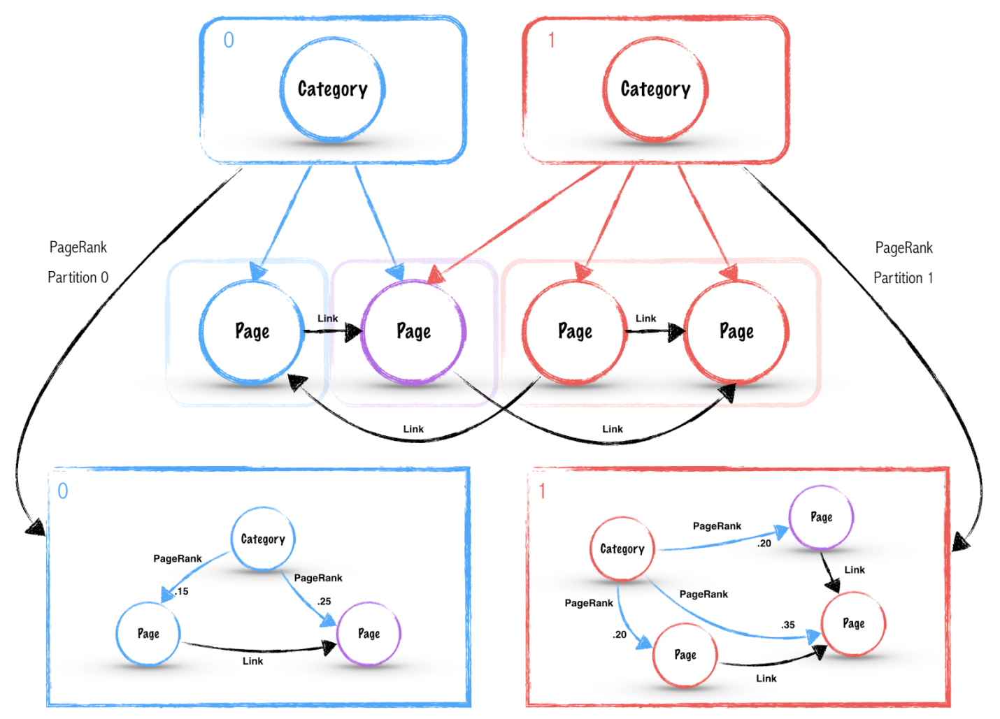 0
Category
1
Category
PageRank
Partition 0
PageRank
Partition 1
Page
Link
Page
Page
Link
Page
Link
Link
0
Category
PageRank
.15
PageRank
.25
Page
Page
Link
1
Category
PageRank
.20
Page
Link
PageRank
.20
PageRank
.35
Page
Page
Link